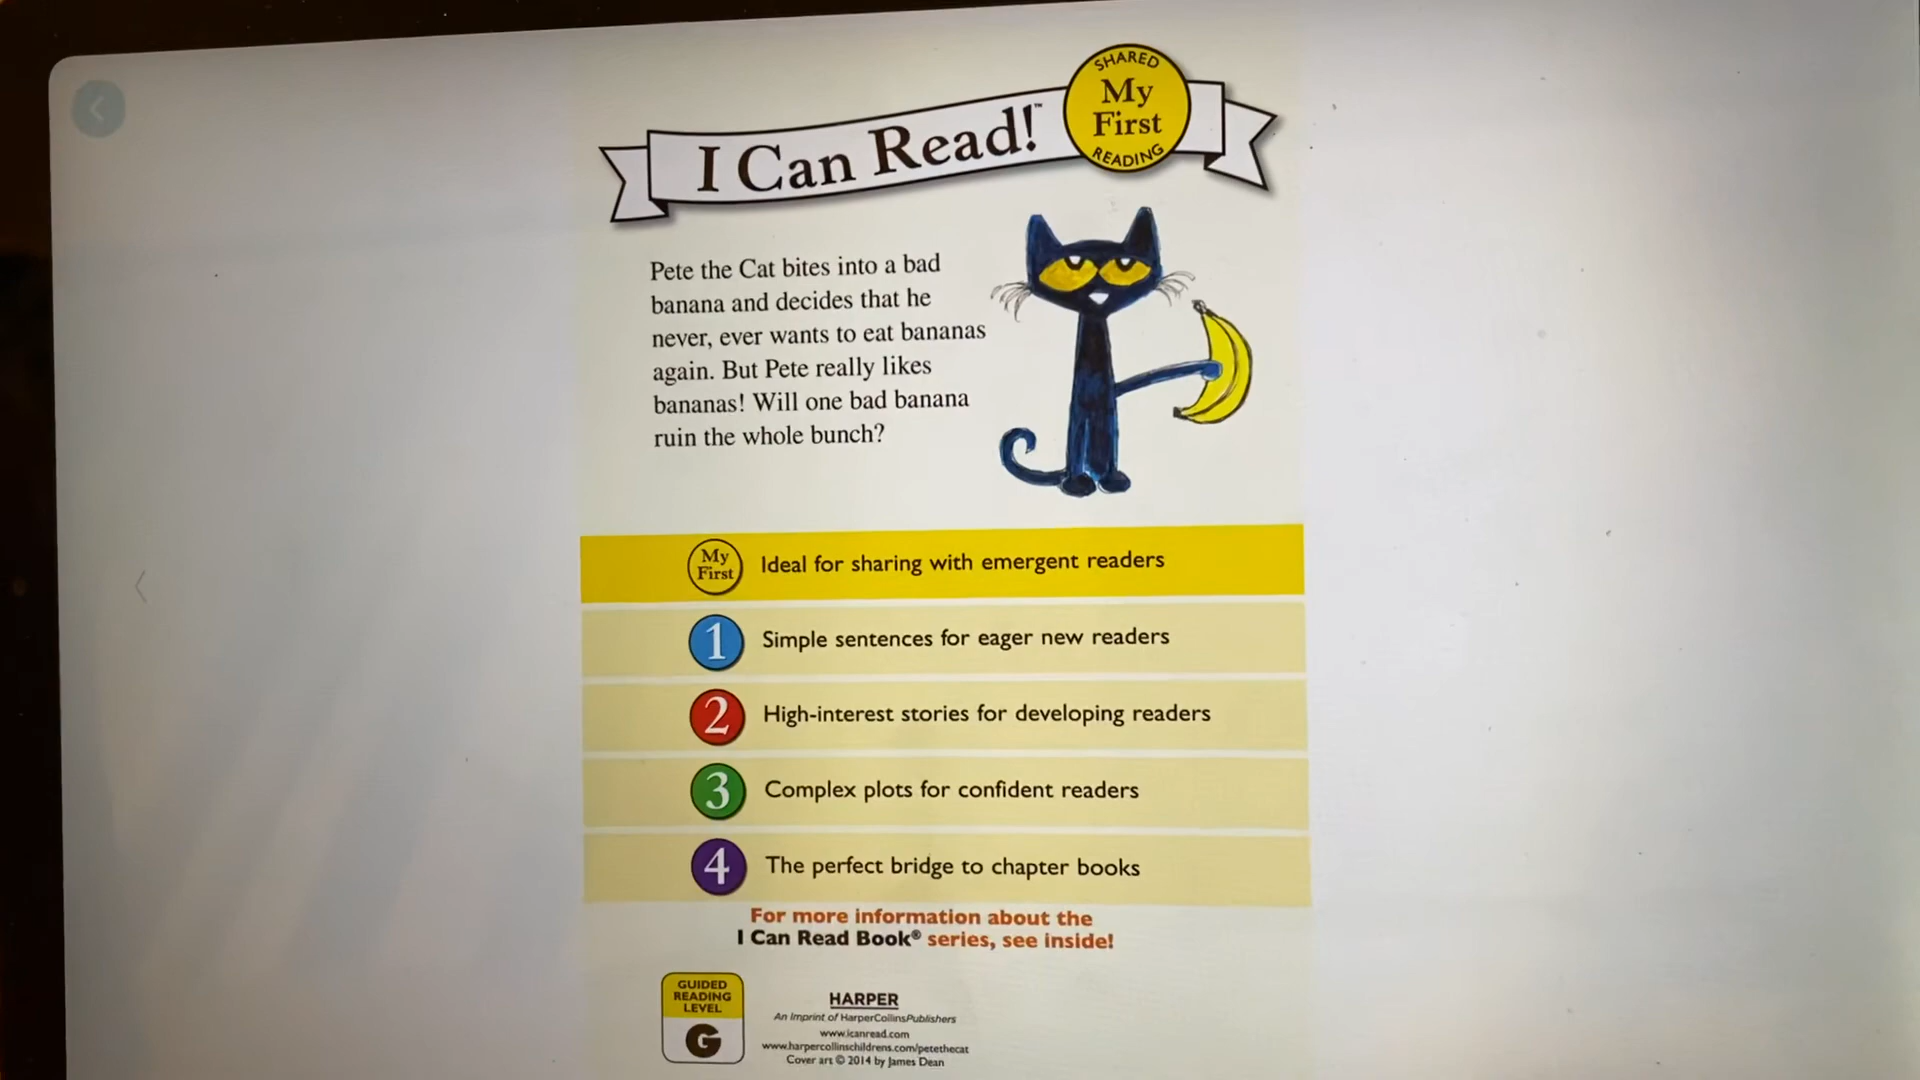 SHARED
My
First
READING
I Can Read!™
Pete the Cat bites into a bad
banana and decides that he
never, ever wants to eat bananas
again. But Pete really likes
bananas! Will one bad banana
ruin the whole bunch?
My
First
Ideal for sharing with emergent readers
1 Simple sentences for eager new readers
2 High-interest stories for developing readers
3 Complex plots for confident readers
4 The perfect bridge to chapter books
For more information about the
I Can Read Book® series, see inside!
GUIDED
READING
LEVEL
G
HARPER
An Imprint of HarperCollinsPublishers
www.icanread.com
www.harpercollinschildrens.com/petethecat
Cover art © 2014 by James Dean